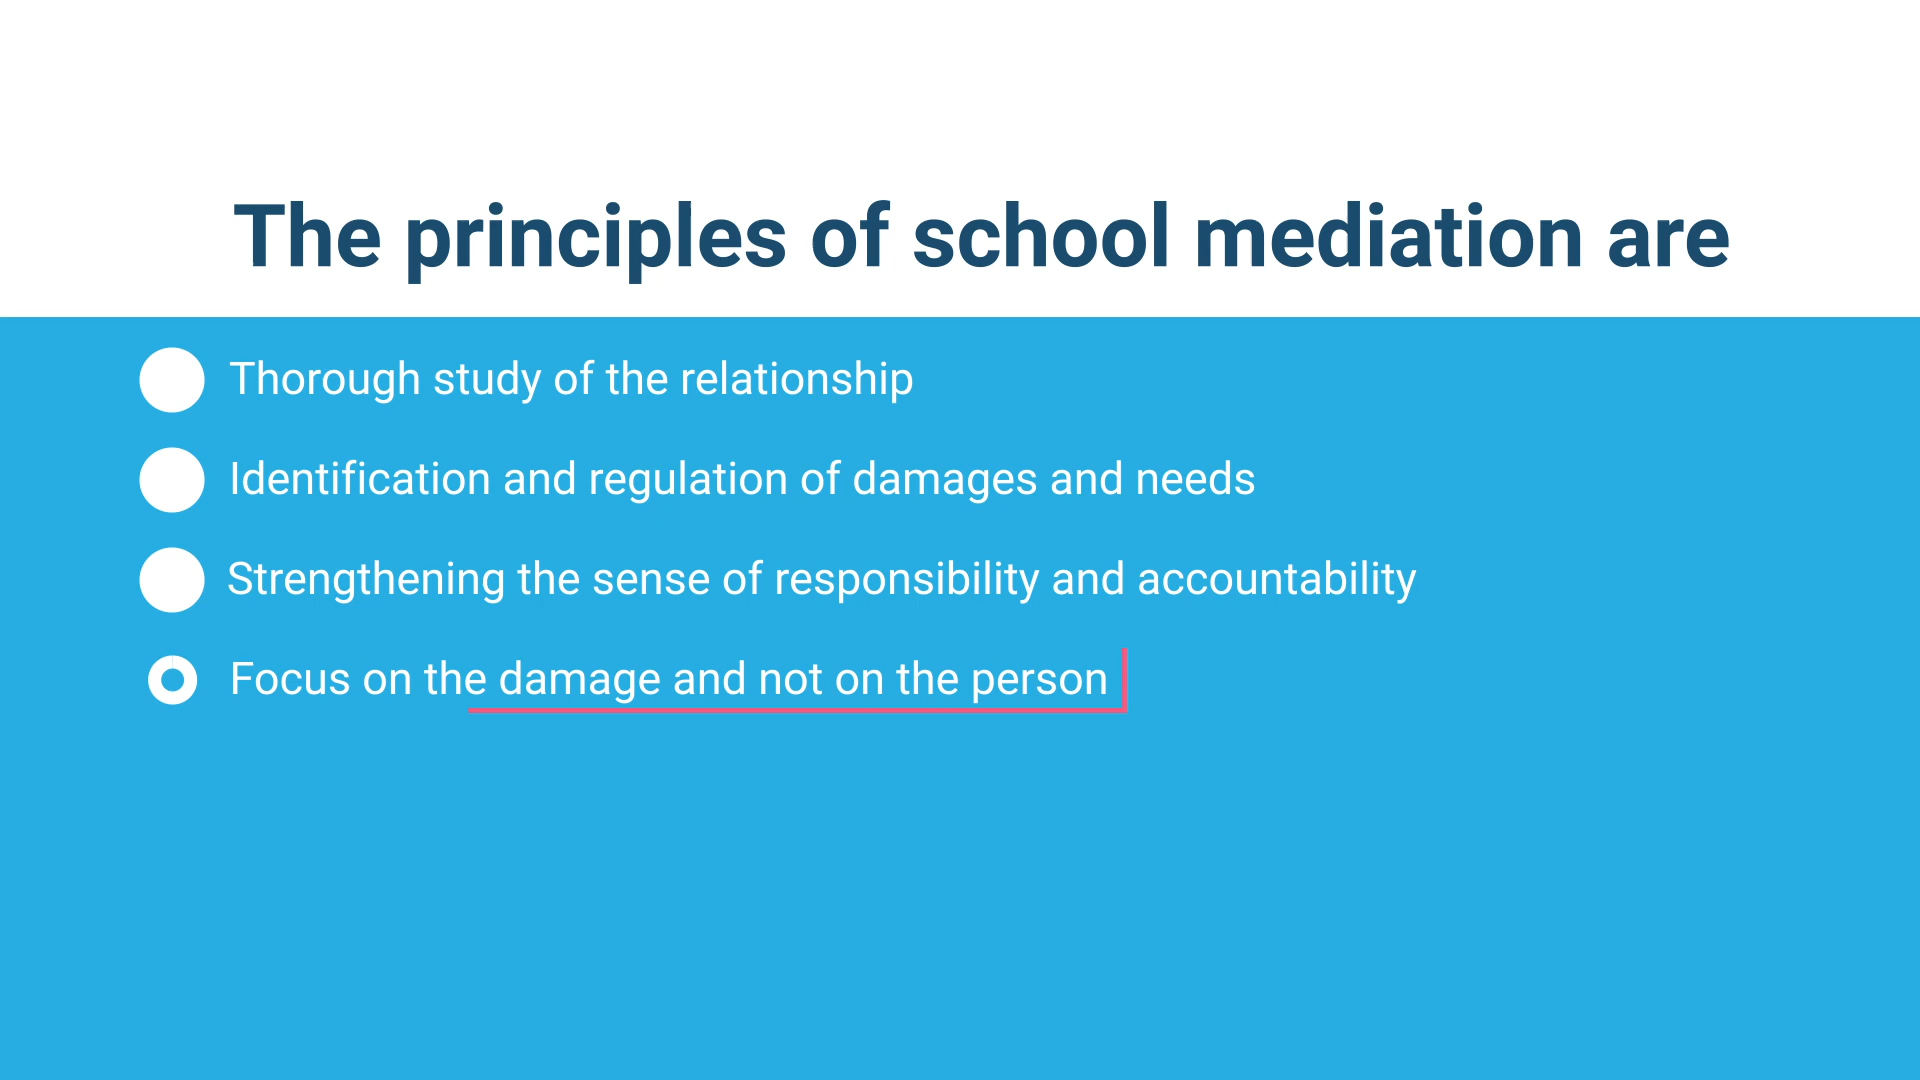 The principles of school mediation are
Thorough study of the relationship
Identification and regulation of damages and needs
Strengthening the sense of responsibility and accountability
Focus on the damage and not on the person